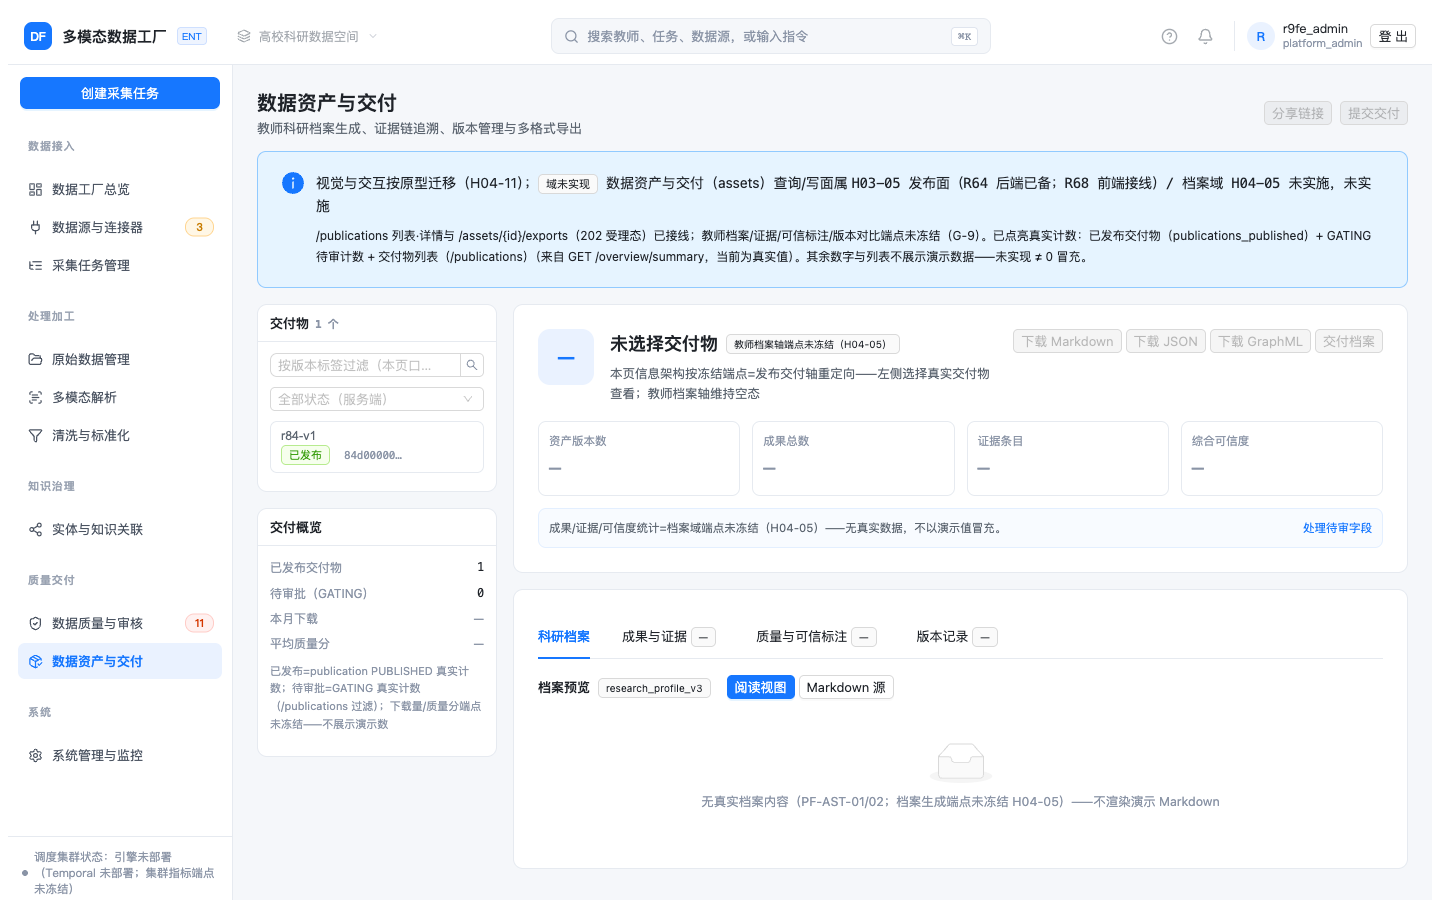 DF 多模态数据工厂 ENT
高校科研数据空间
搜索教师、任务、数据源，或输入指令 ⌘K
R r9fe_admin
platform_admin
登 出
创建采集任务
数据接入
数据工厂总览
数据源与连接器 3
采集任务管理
处理加工
原始数据管理
多模态解析
清洗与标准化
知识治理
实体与知识关联
质量交付
数据质量与审核 11
数据资产与交付
系统
系统管理与监控
调度集群状态：引擎未部署
（Temporal 未部署；集群指标端点
未冻结)
数据资产与交付
教师科研档案生成、证据链追溯、版本管理与多格式导出
分享链接 提交交付
视觉与交互按原型迁移（H04-11）； 域未实现 数据资产与交付（assets）查询/写面属 H03-05 发布面（R64 后端已备；R68 前端接线）/ 档案域 H04-05 未实施，未实
施
/publications 列表·详情与 /assets/{id}/exports（202 受理态）已接线；教师档案/证据/可信标注/版本对比端点未冻结（G-9）。已点亮真实计数：已发布交付物（publications_published）+ GATING
待审计数 + 交付物列表（/publications）（来自 GET /overview/summary，当前为真实值）。其余数字与列表不展示演示数据——未实现 ≠ 0 冒充。
交付物 1 个
按版本标签过滤（本页口...
全部状态（服务端）
r84-v1
已发布 84d00000…
交付概览
已发布交付物 1
待审批（GATING） 0
本月下载 —
平均质量分 —
已发布=publication PUBLISHED 真实计
数；待审批=GATING 真实计数
（/publications 过滤）；下载量/质量分端点
未冻结——不展示演示数
—
未选择交付物 教师档案轴端点未冻结（H04-05）
本页信息架构按冻结端点=发布交付轴重定向——左侧选择真实交付物
查看；教师档案轴维持空态
下载 Markdown 下载 JSON 下载 GraphML 交付档案
资产版本数
—
成果总数
—
证据条目
—
综合可信度
—
成果/证据/可信度统计=档案域端点未冻结（H04-05）——无真实数据，不以演示值冒充。 处理待审字段
科研档案 成果与证据 — 质量与可信标注 — 版本记录 —
档案预览 research_profile_v3 阅读视图 Markdown 源
无真实档案内容（PF-AST-01/02；档案生成端点未冻结 H04-05）——不渲染演示 Markdown